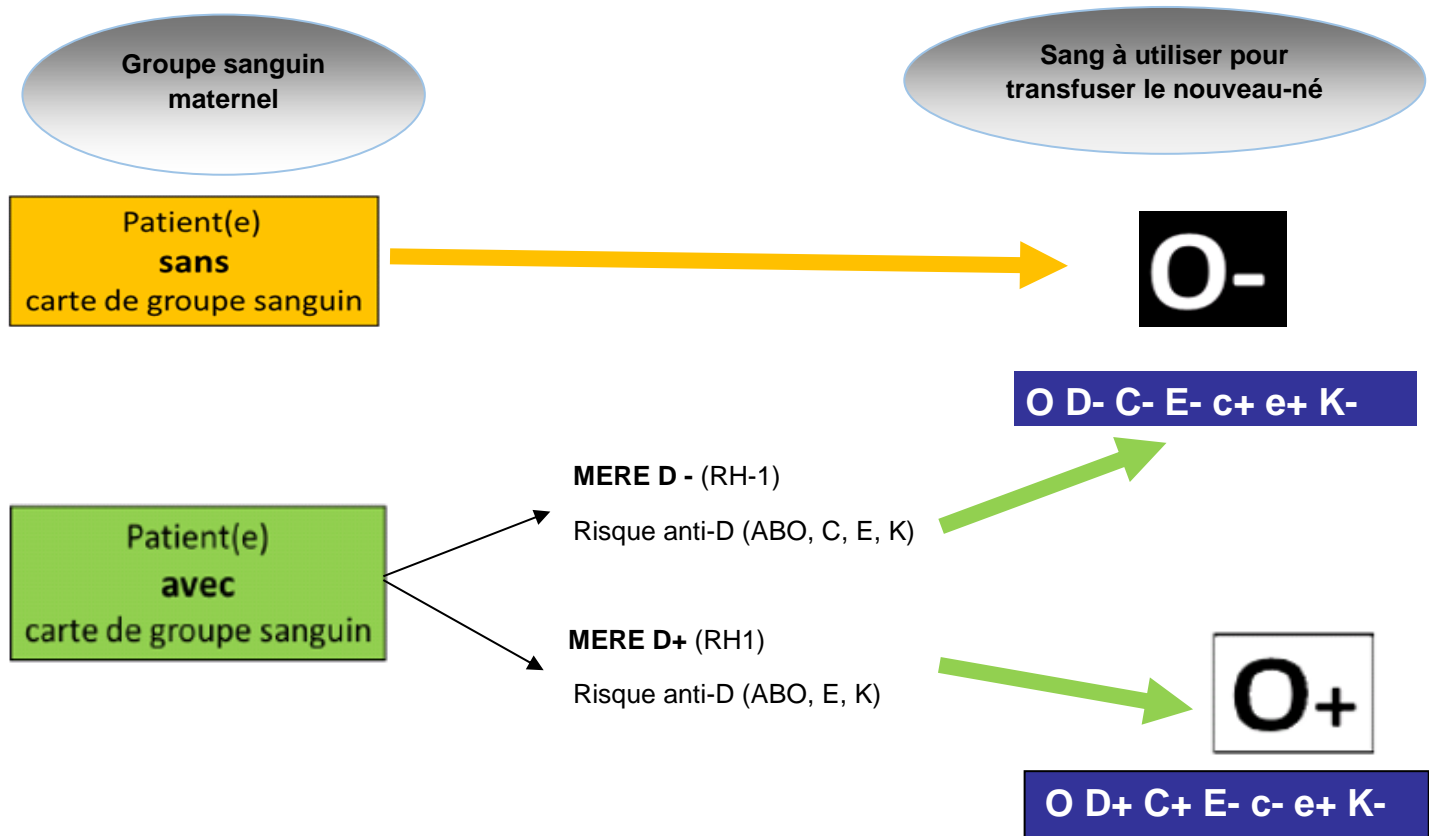 Groupe sanguin
maternel
Sang à utiliser pour
transfuser le nouveau-né
Patient(e)
sans
carte de groupe sanguin
O-
O D- C- E- c+ e+ K-
MERE D - (RH-1)
Risque anti-D (ABO, C, E, K)
Patient(e)
avec
carte de groupe sanguin
MERE D+ (RH1)
Risque anti-D (ABO, E, K)
O+
O D+ C+ E- c- e+ K-